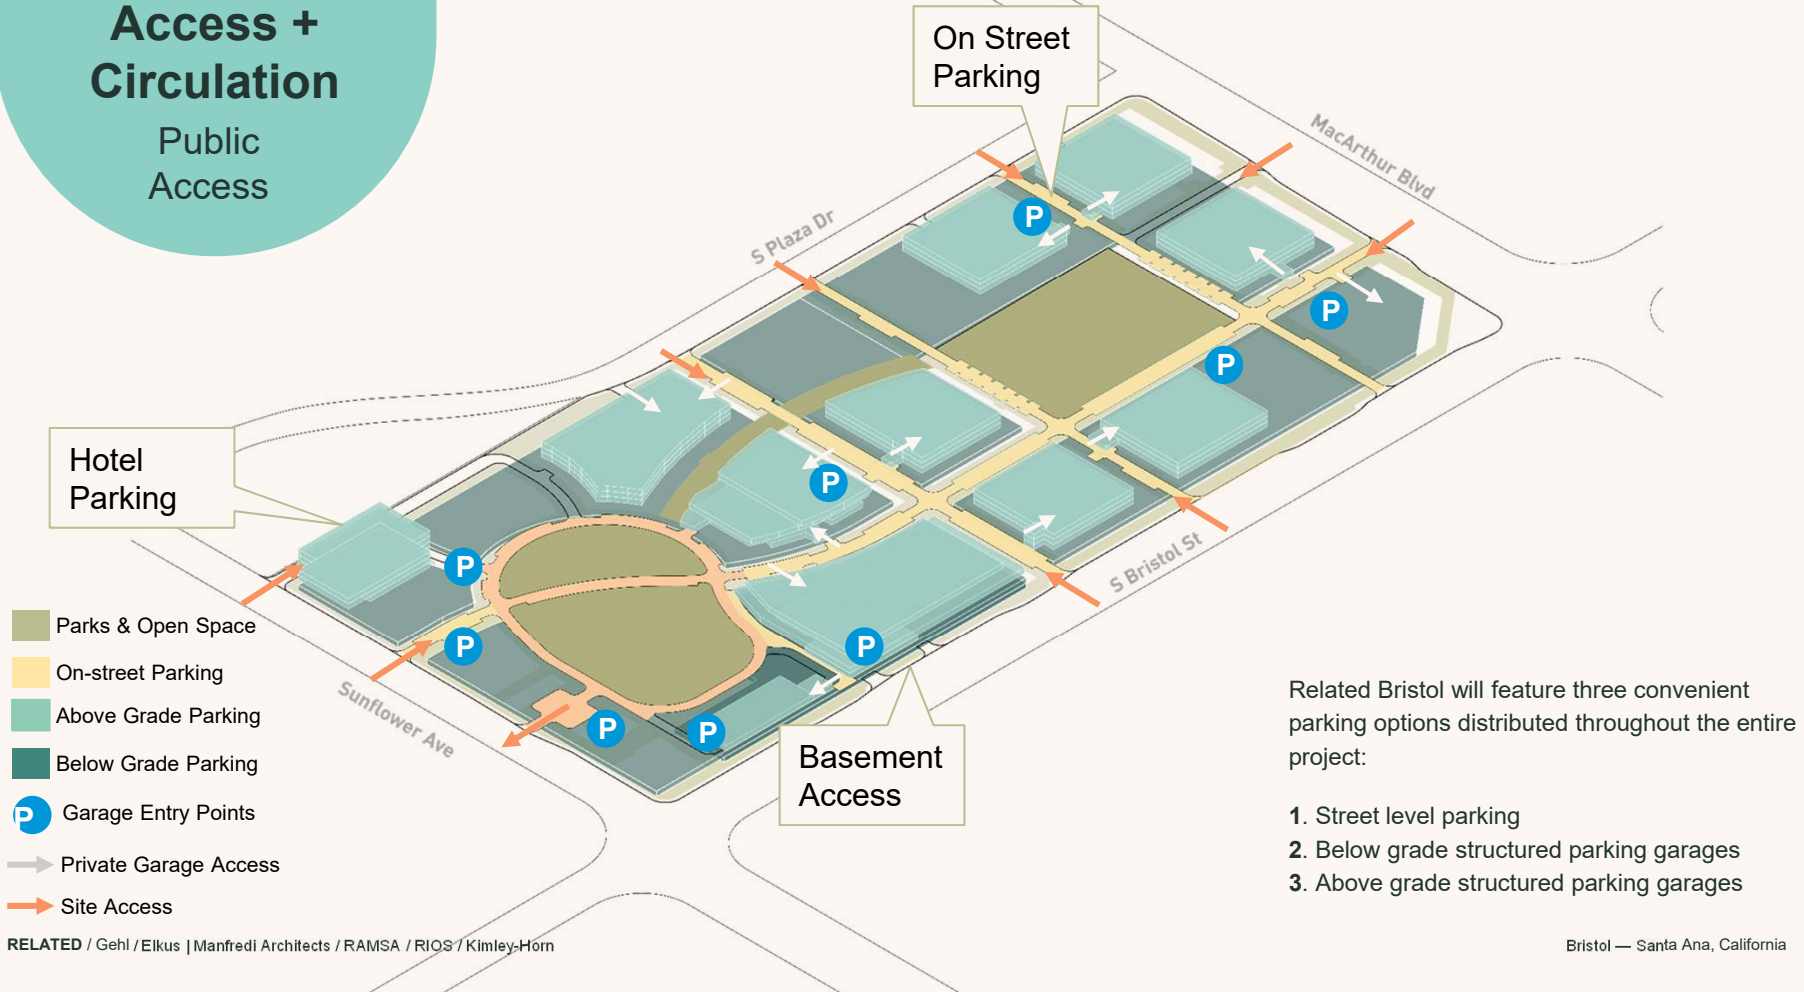 Access +
Circulation
Public
Access
On Street
Parking
MacArthur Blvd
S Plaza Dr
P
P
P
Hotel
Parking
P
P
P
P
P
P
S Bristol St
Sunflower Ave
Basement
Access
Parks & Open Space
On-street Parking
Above Grade Parking
Below Grade Parking
P Garage Entry Points
Private Garage Access
Site Access
Related Bristol will feature three convenient
parking options distributed throughout the entire
project:
1. Street level parking
2. Below grade structured parking garages
3. Above grade structured parking garages
RELATED / Gehl / Elkus | Manfredi Architects / RAMSA / RIOS / Kimley-Horn
Bristol — Santa Ana, California